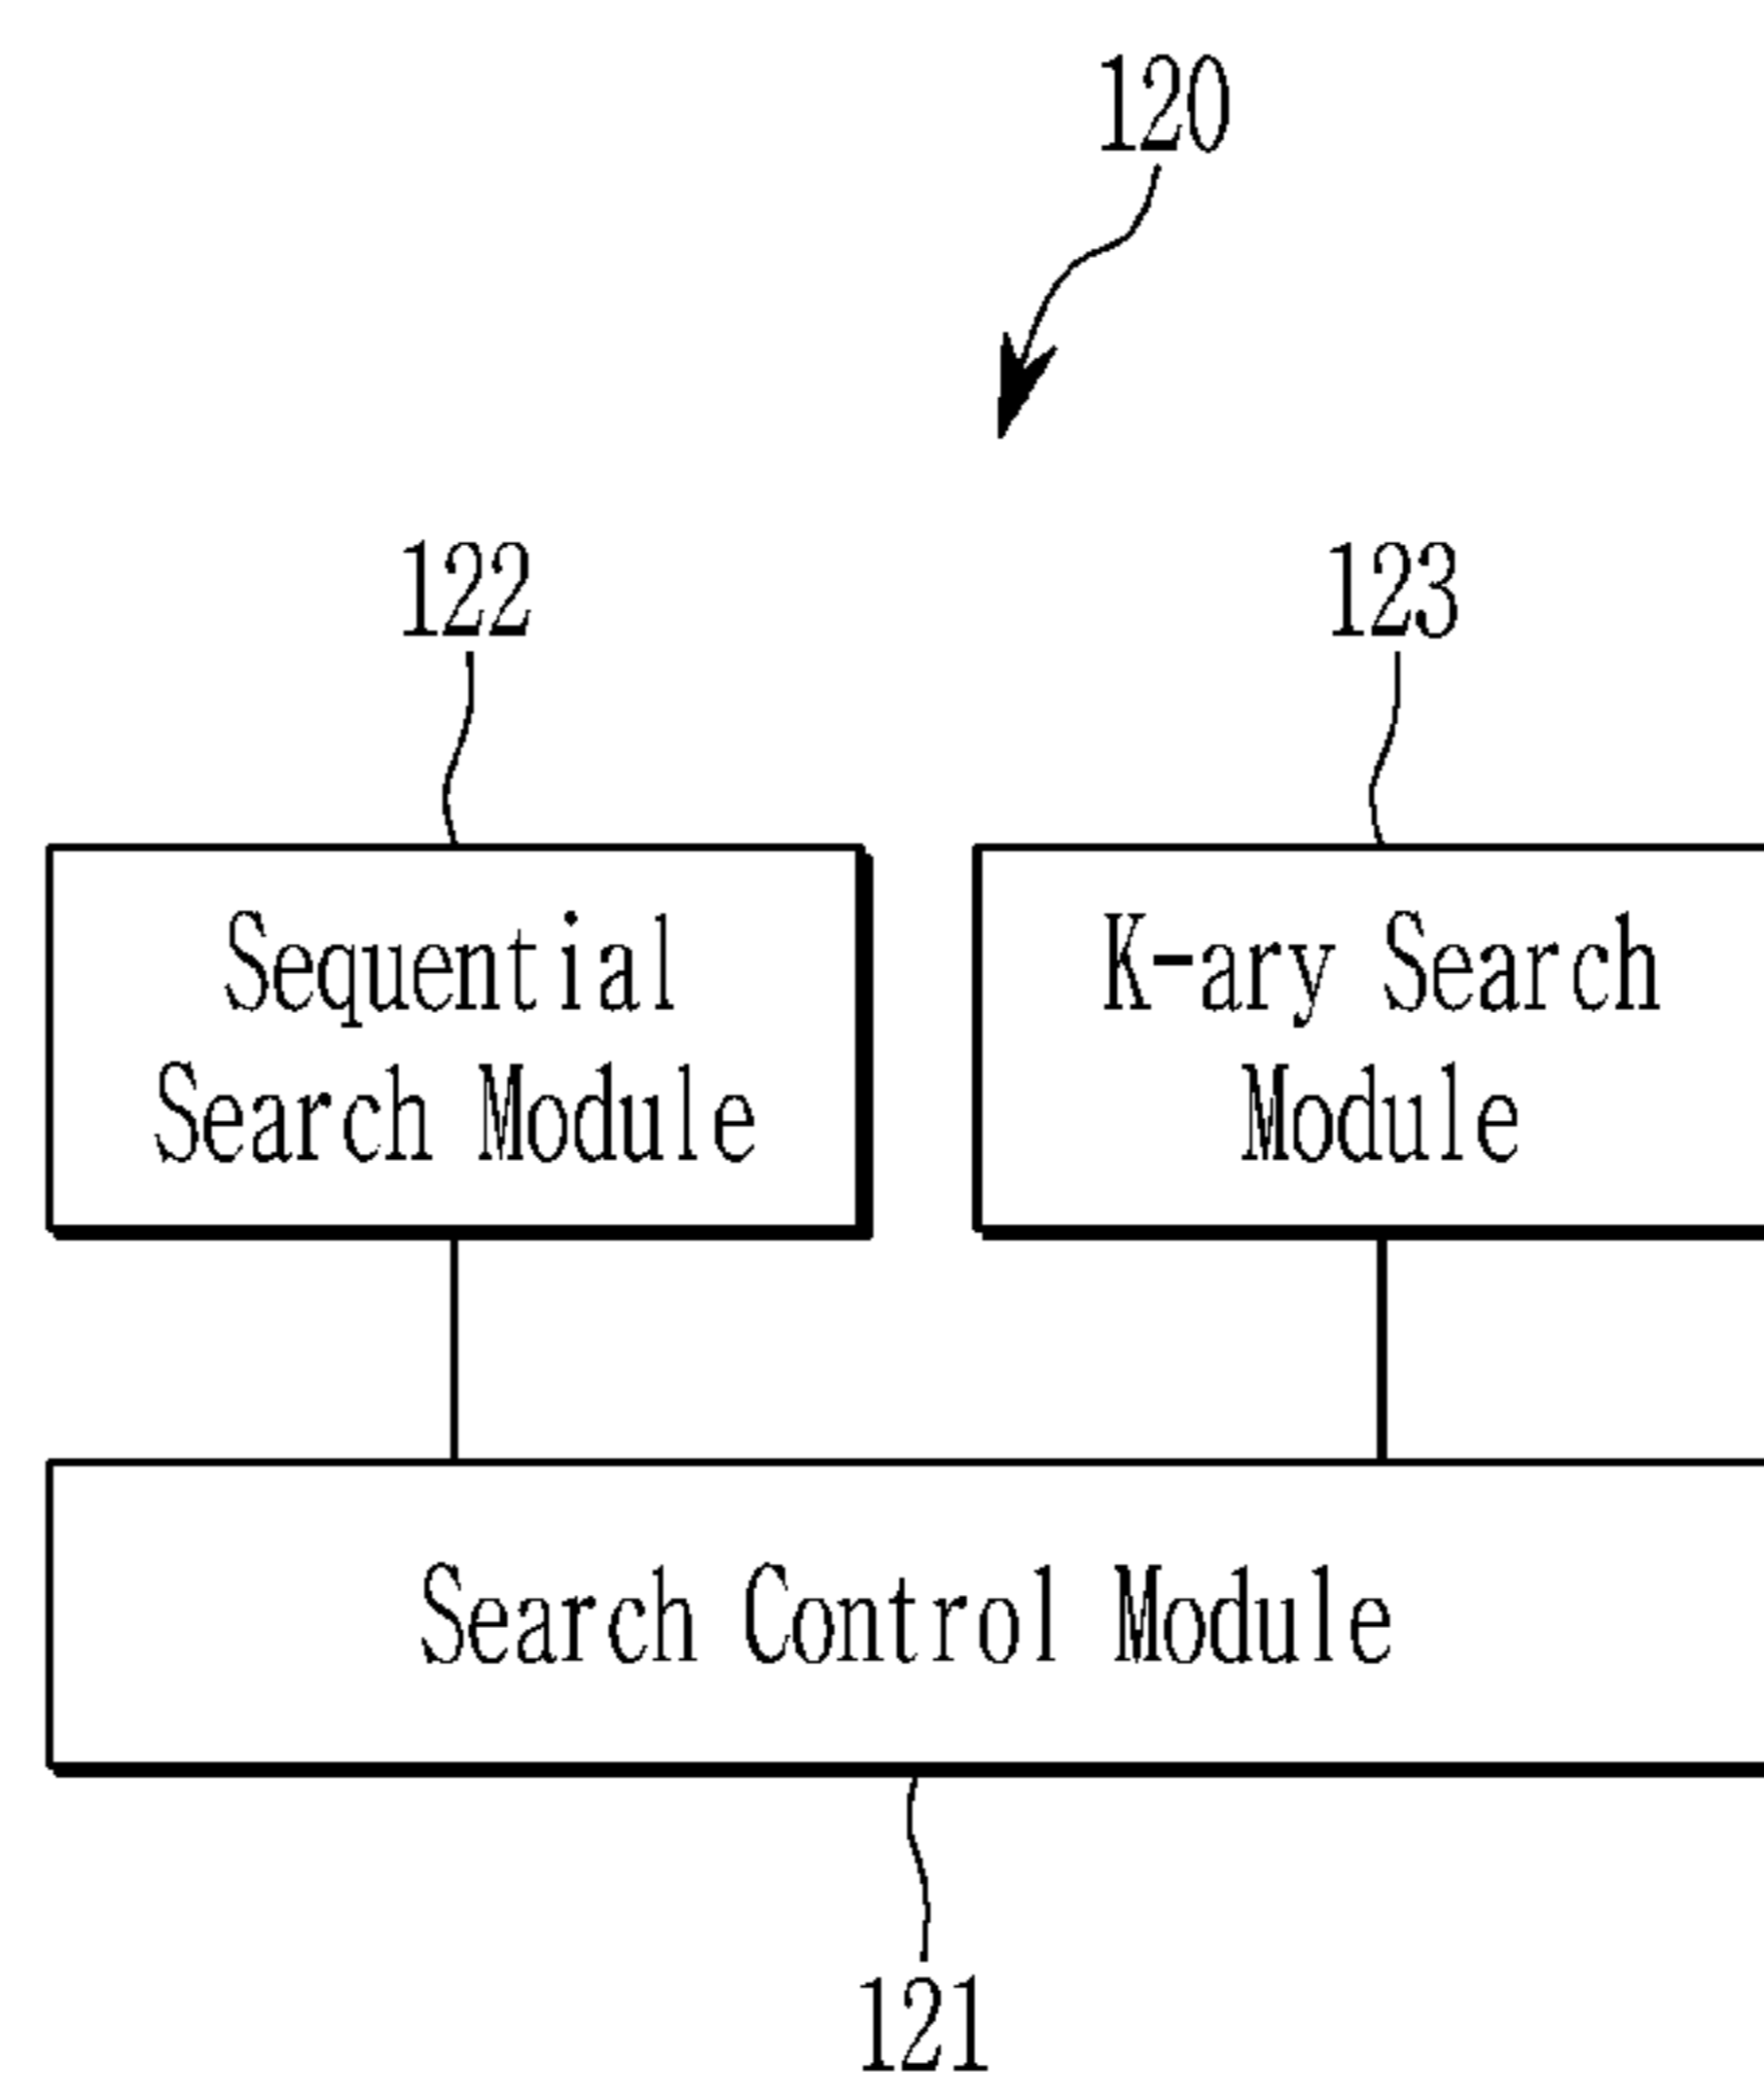 120
122
123
Sequential
Search Module
K-ary Search
Module
Search Control Module
121